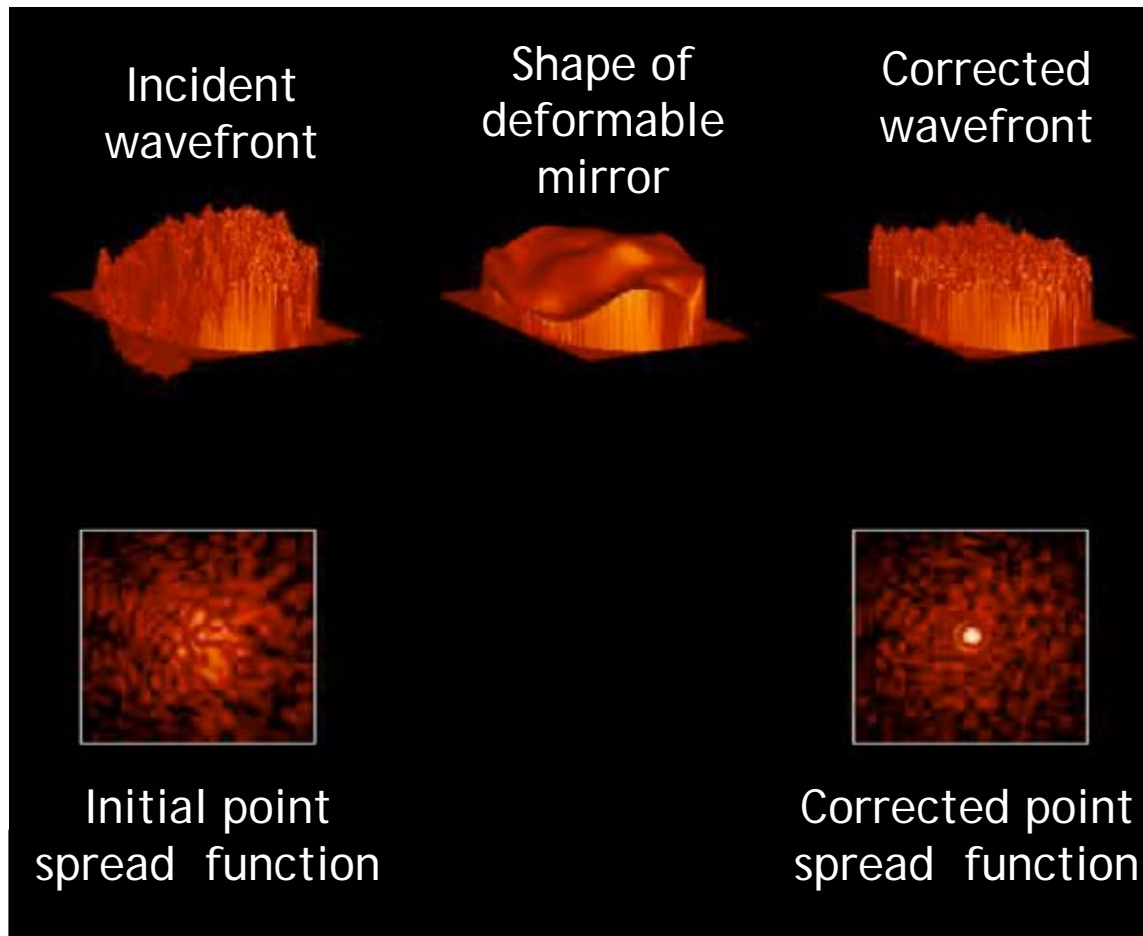 Incident
wavefront
Shape of
deformable
mirror
Corrected
wavefront
Initial point
spread function
Corrected point
spread function